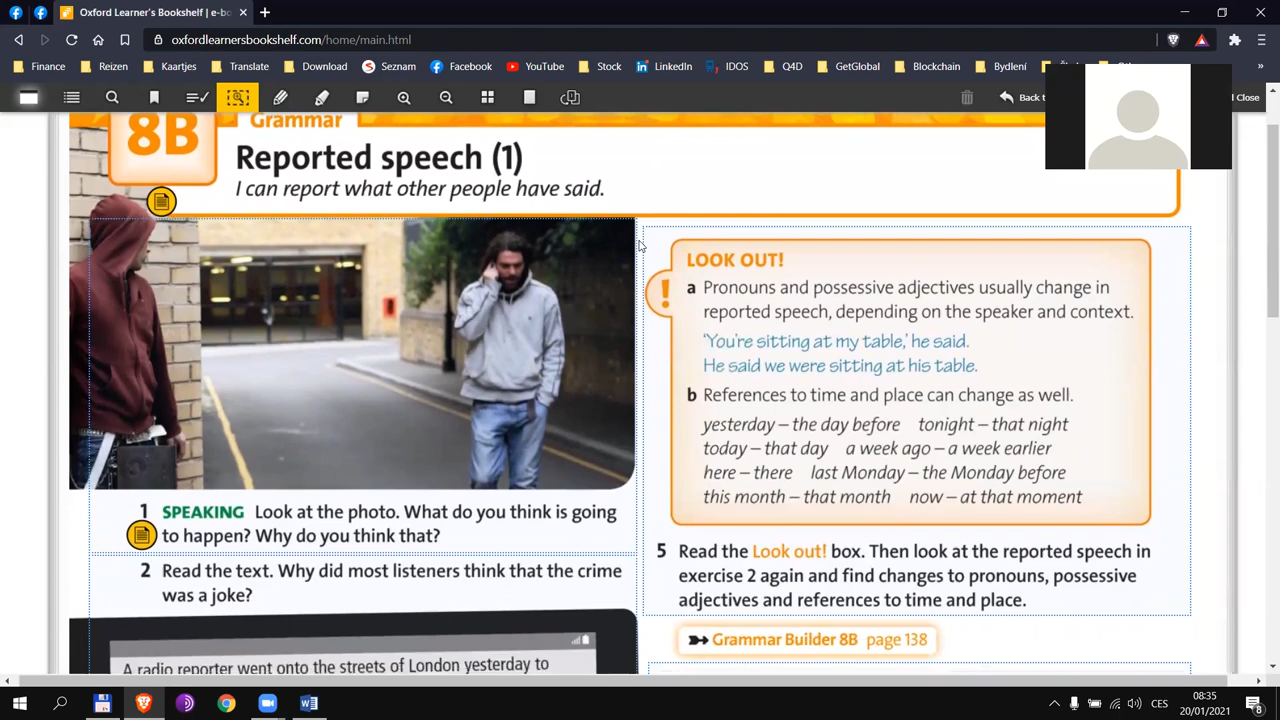 Oxford Learner's Bookshelf | e-bo
oxfordlearnersbookshelf.com/home/main.html
Finance Reizen Kaartjes Translate Download Seznam Facebook YouTube Stock LinkedIn IDOS Q4D GetGlobal Blockchain Bydlení
Back t
d Close
8B Grammar
Reported speech (1)
I can report what other people have said.
1 SPEAKING Look at the photo. What do you think is going
to happen? Why do you think that?
2 Read the text. Why did most listeners think that the crime
was a joke?
A radio reporter went onto the streets of London yesterday to
LOOK OUT!
! a Pronouns and possessive adjectives usually change in
reported speech, depending on the speaker and context.
'You're sitting at my table,' he said.
He said we were sitting at his table.
b References to time and place can change as well.
yesterday – the day before tonight – that night
today – that day a week ago – a week earlier
here – there last Monday – the Monday before
this month – that month now – at that moment
5 Read the Look out! box. Then look at the reported speech in
exercise 2 again and find changes to pronouns, possessive
adjectives and references to time and place.
Grammar Builder 8B page 138
CES
08:35
20/01/2021
8